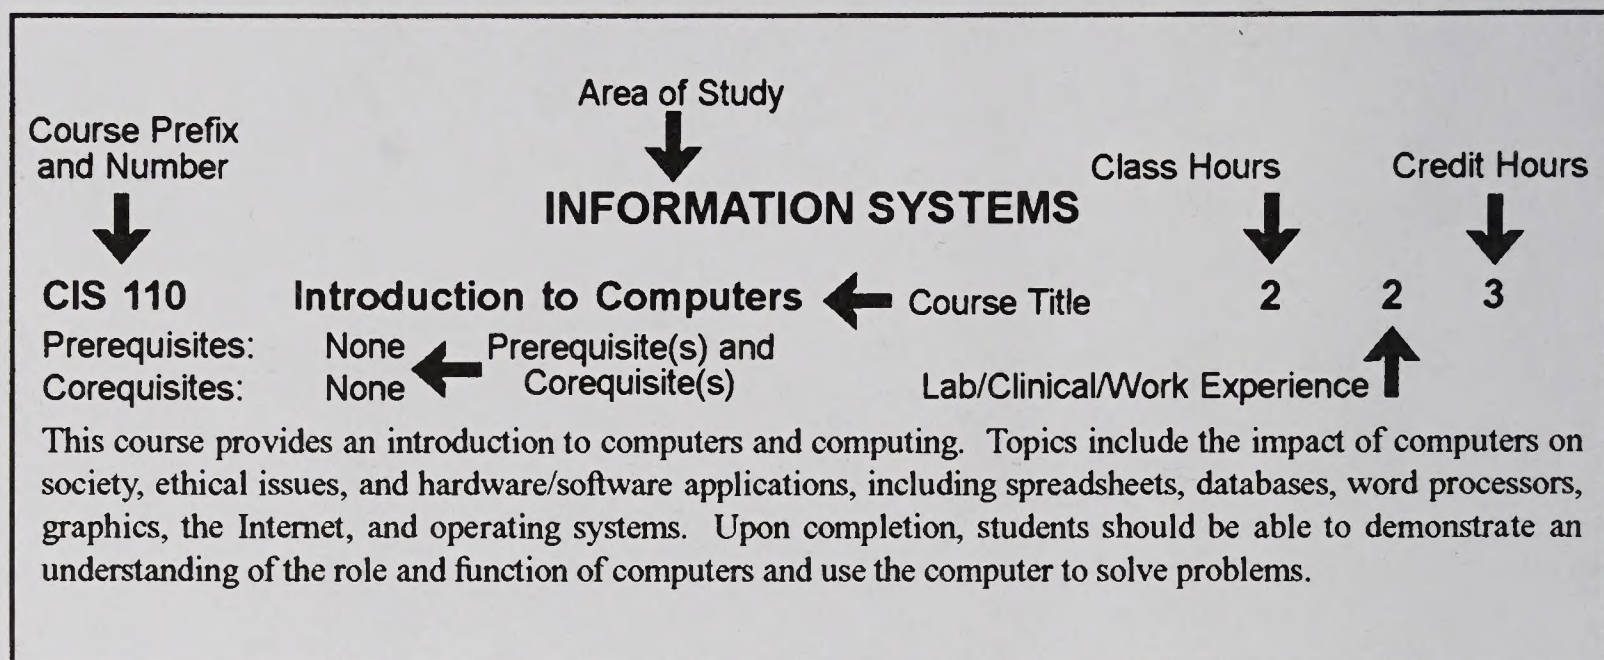 Area of Study
Course Prefix
and Number
Class Hours
Credit Hours
INFORMATION SYSTEMS
CIS 110 Introduction to Computers Course Title 2 2 3
Prerequisites: None Prerequisite(s) and
Corequisites: None Corequisite(s) Lab/Clinical/Work Experience
This course provides an introduction to computers and computing. Topics include the impact of computers on
society, ethical issues, and hardware/software applications, including spreadsheets, databases, word processors,
graphics, the Internet, and operating systems. Upon completion, students should be able to demonstrate an
understanding of the role and function of computers and use the computer to solve problems.